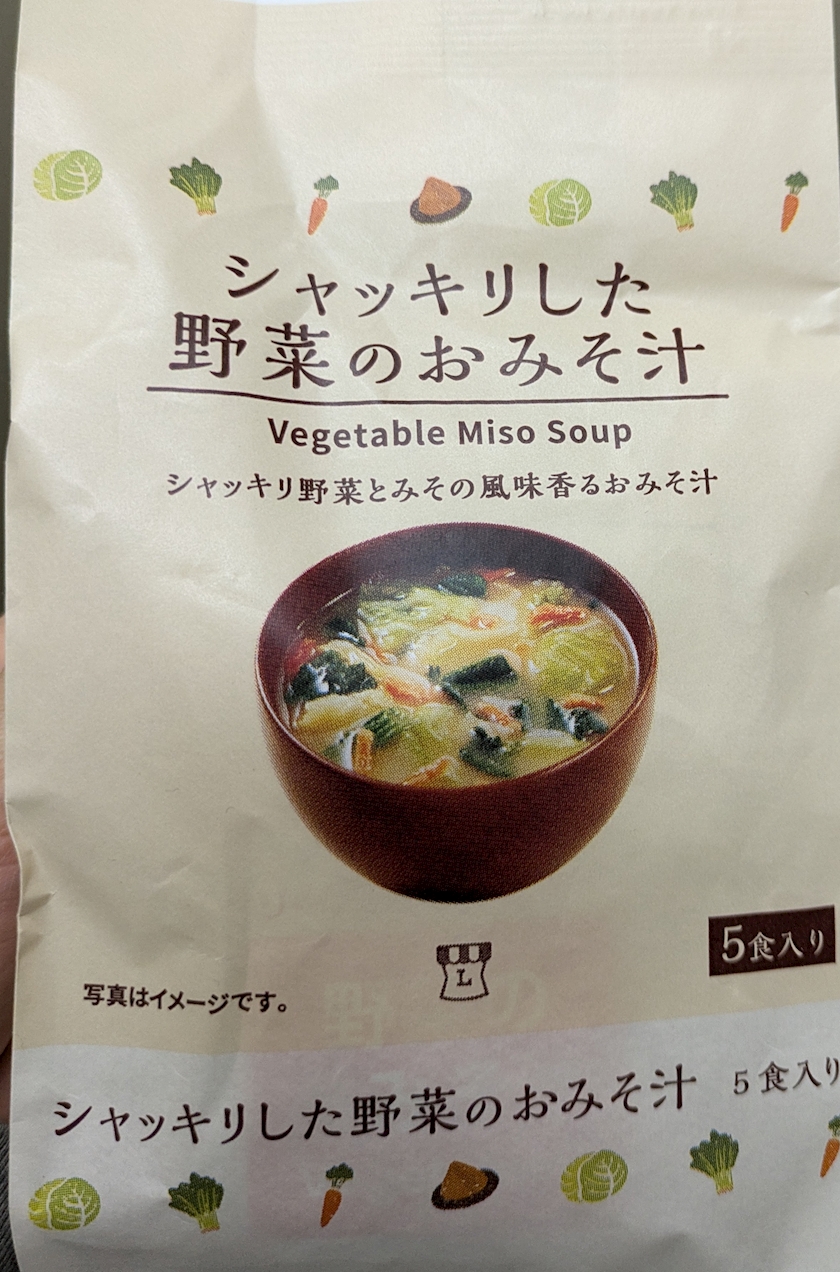 シャッキリした
野菜のおみそ汁
Vegetable Miso Soup
シャッキリ野菜とみその風味香るおみそ汁
L
5食入り
写真はイメージです。
シャッキリした野菜のおみそ汁 5食入り